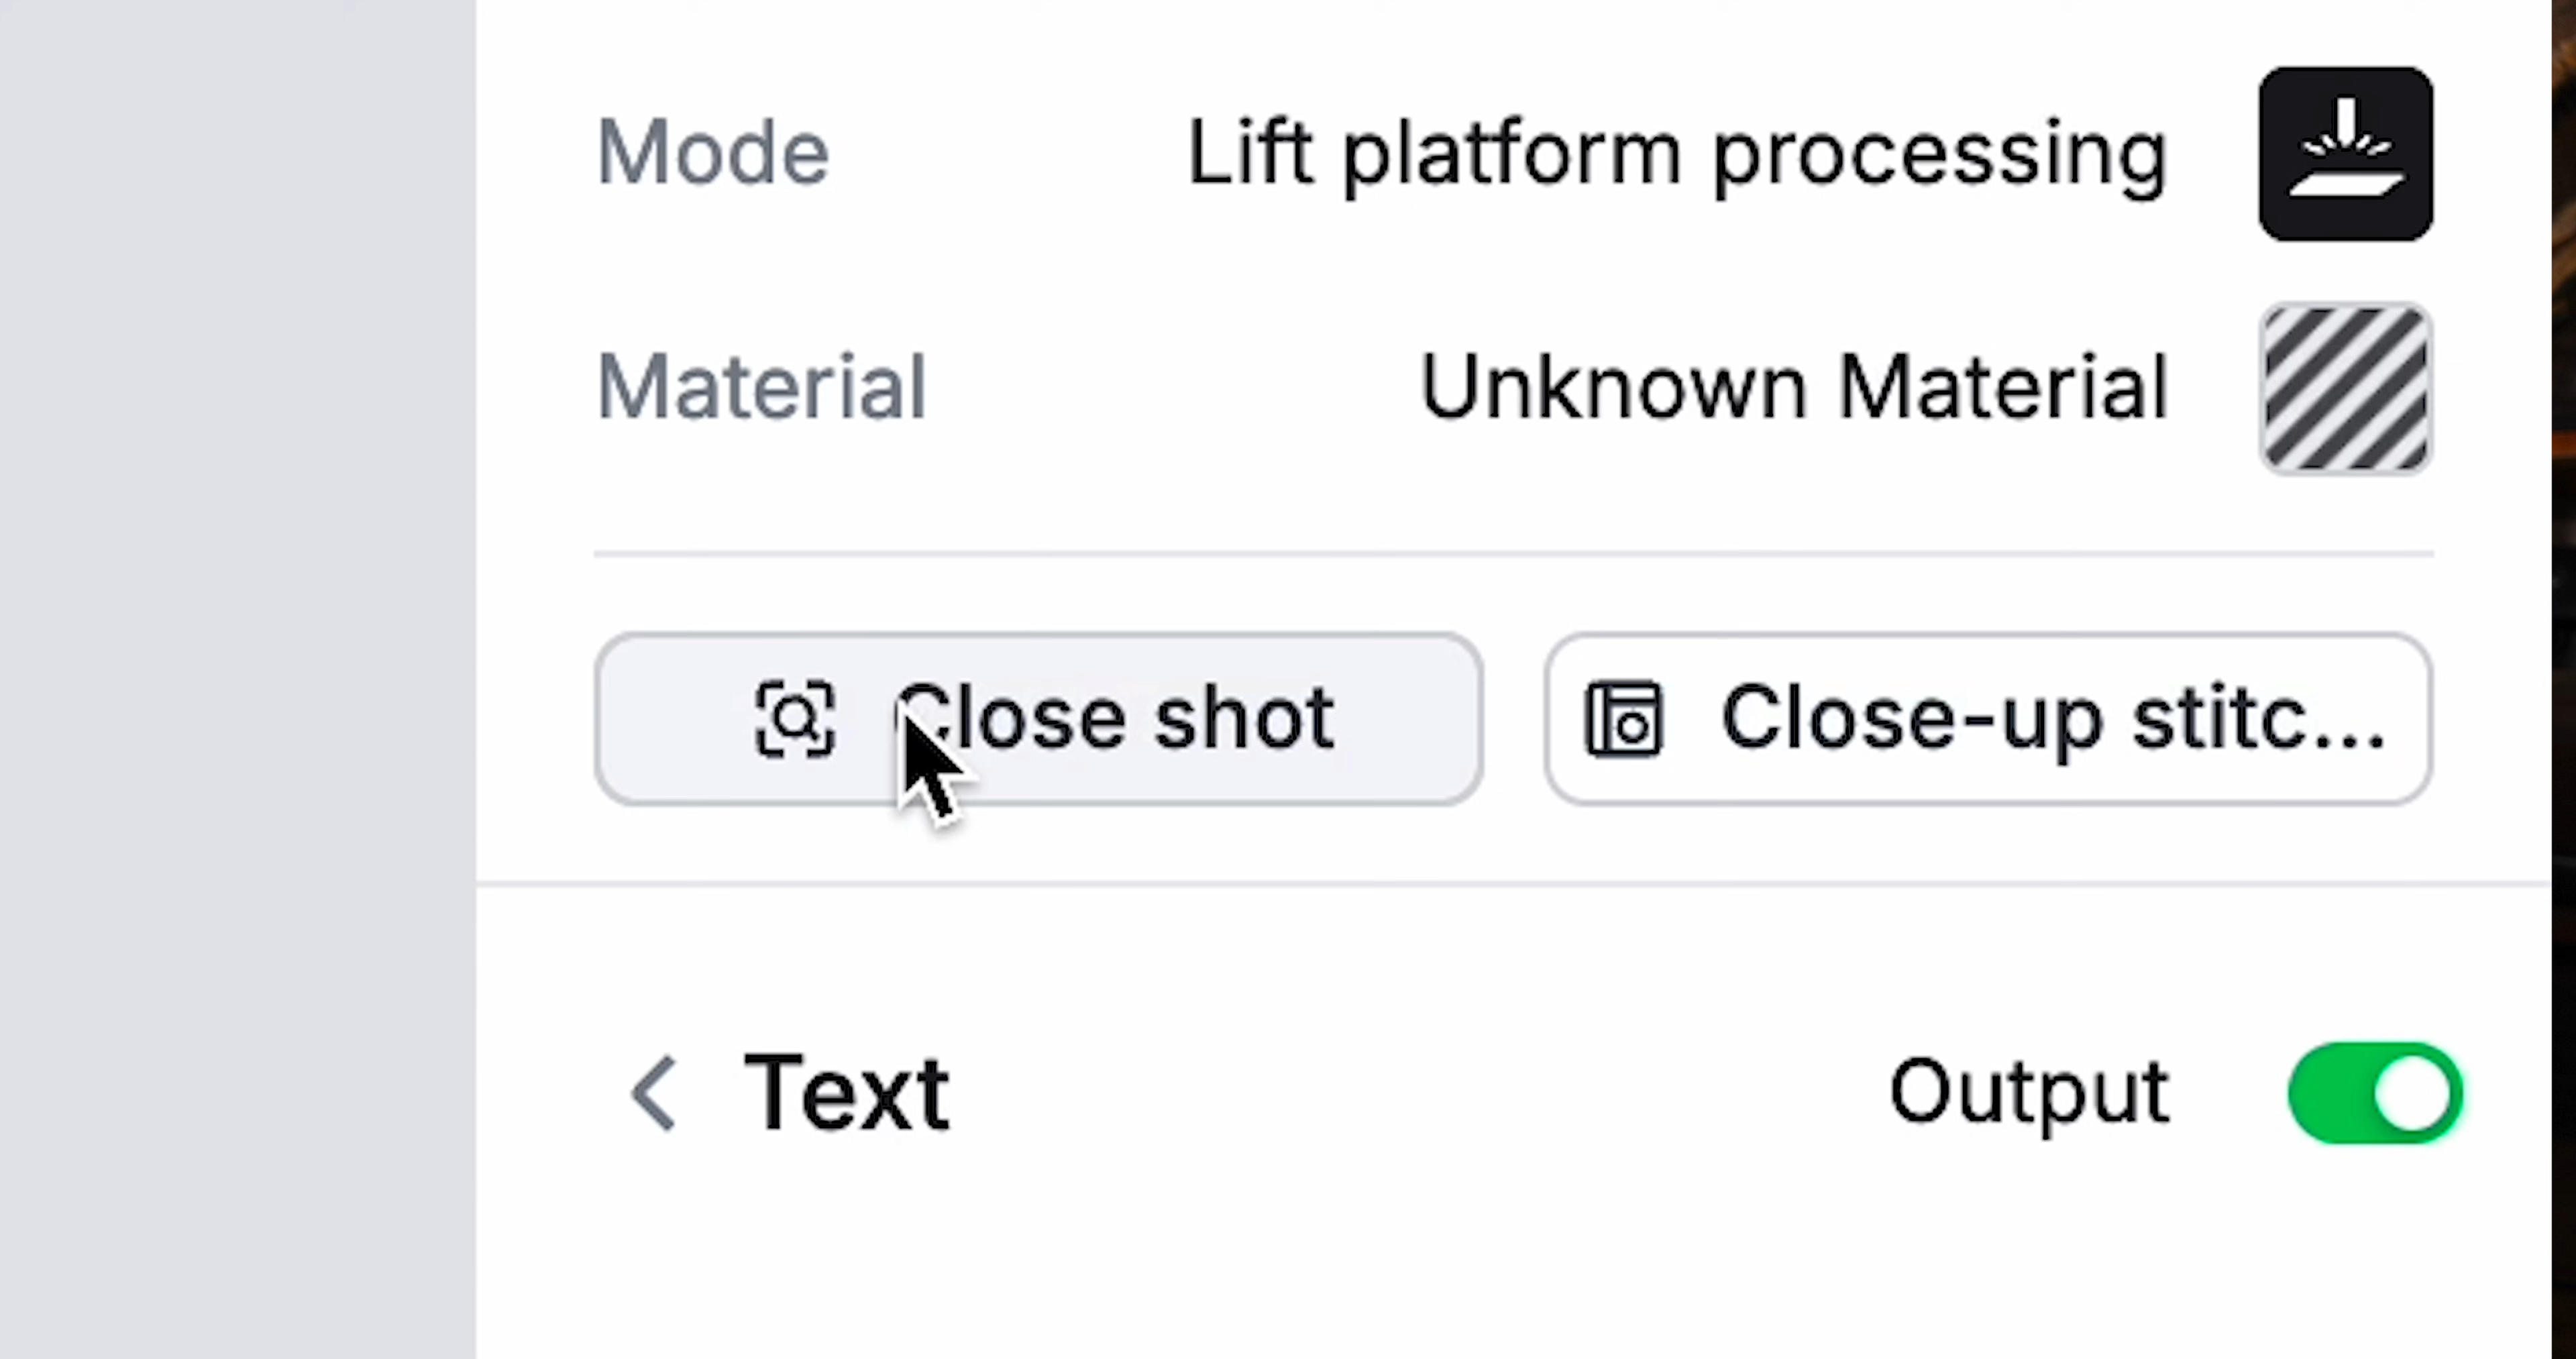 Mode Lift platform processing
Material Unknown Material
Close shot Close-up stitc...
Text Output